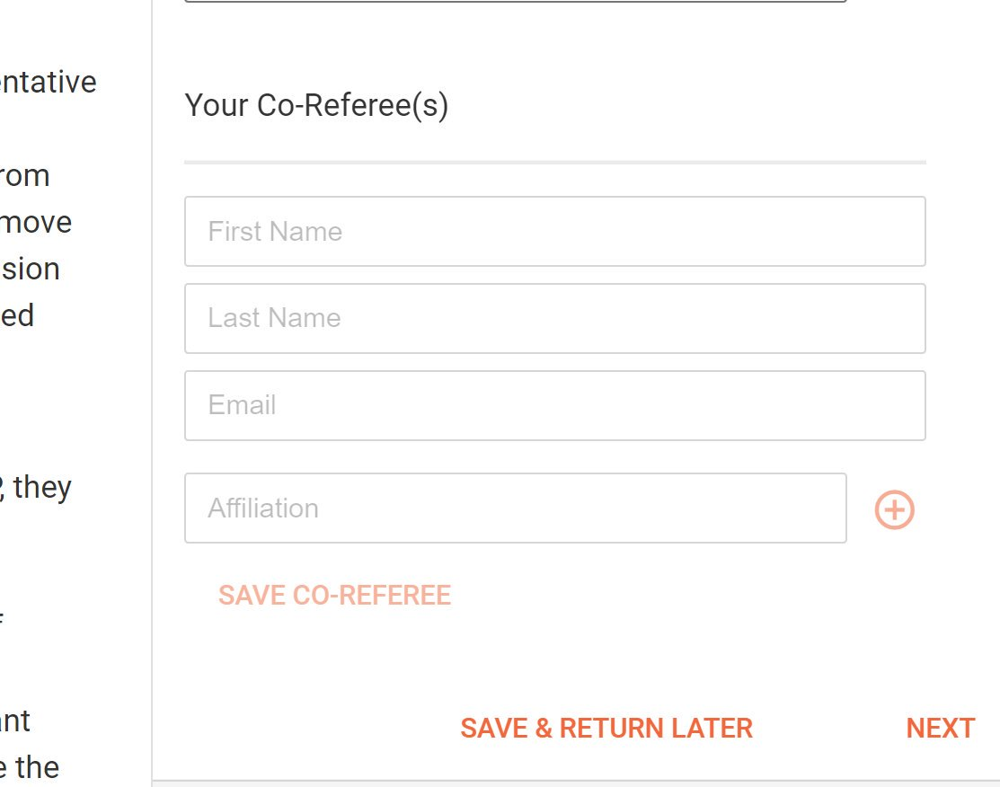 entative
rom
move
sion
ed
, they
ant
e the
Your Co-Referee(s)
First Name
Last Name
Email
Affiliation
SAVE CO-REFEREE
SAVE & RETURN LATER
NEXT